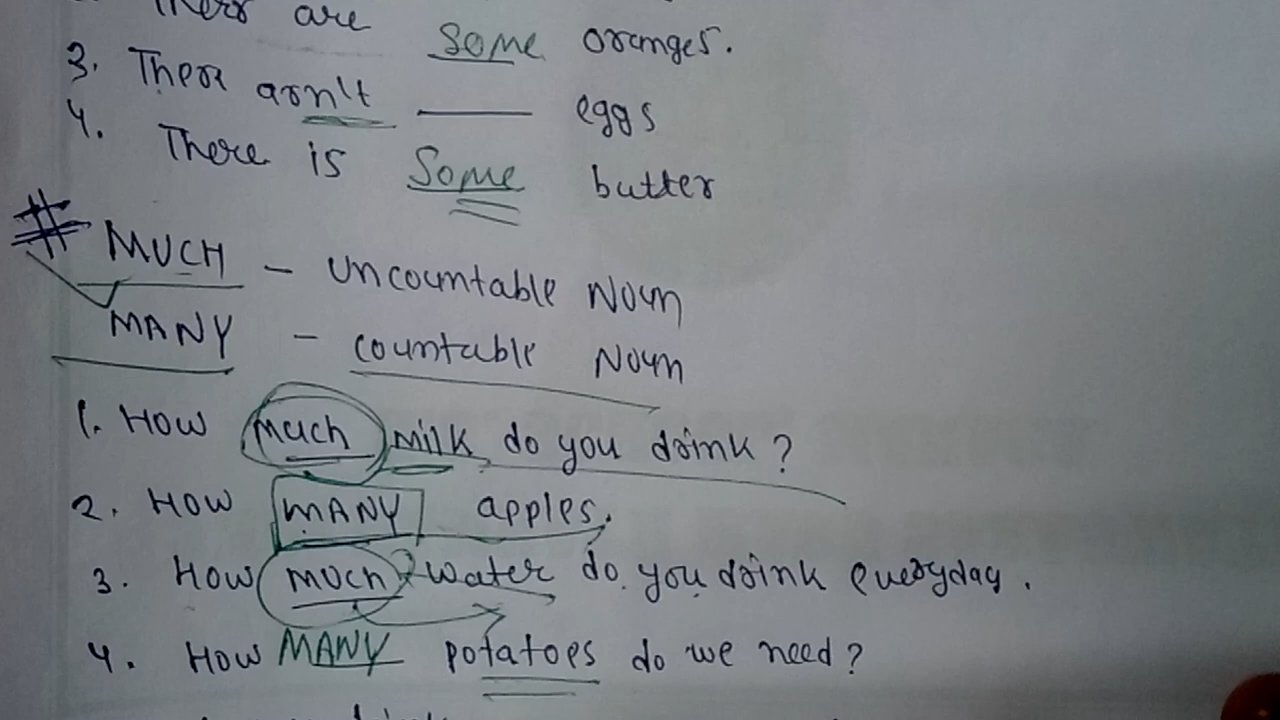 There are some oranges.
3. There aren't ____ eggs
4. There is some butter
# MUCH - uncountable Noun
MANY - countable Noun
1. How much milk do you drink?
2. How MANY apples.
3. How much water do you drink everyday.
4. How MANY potatoes do we need?